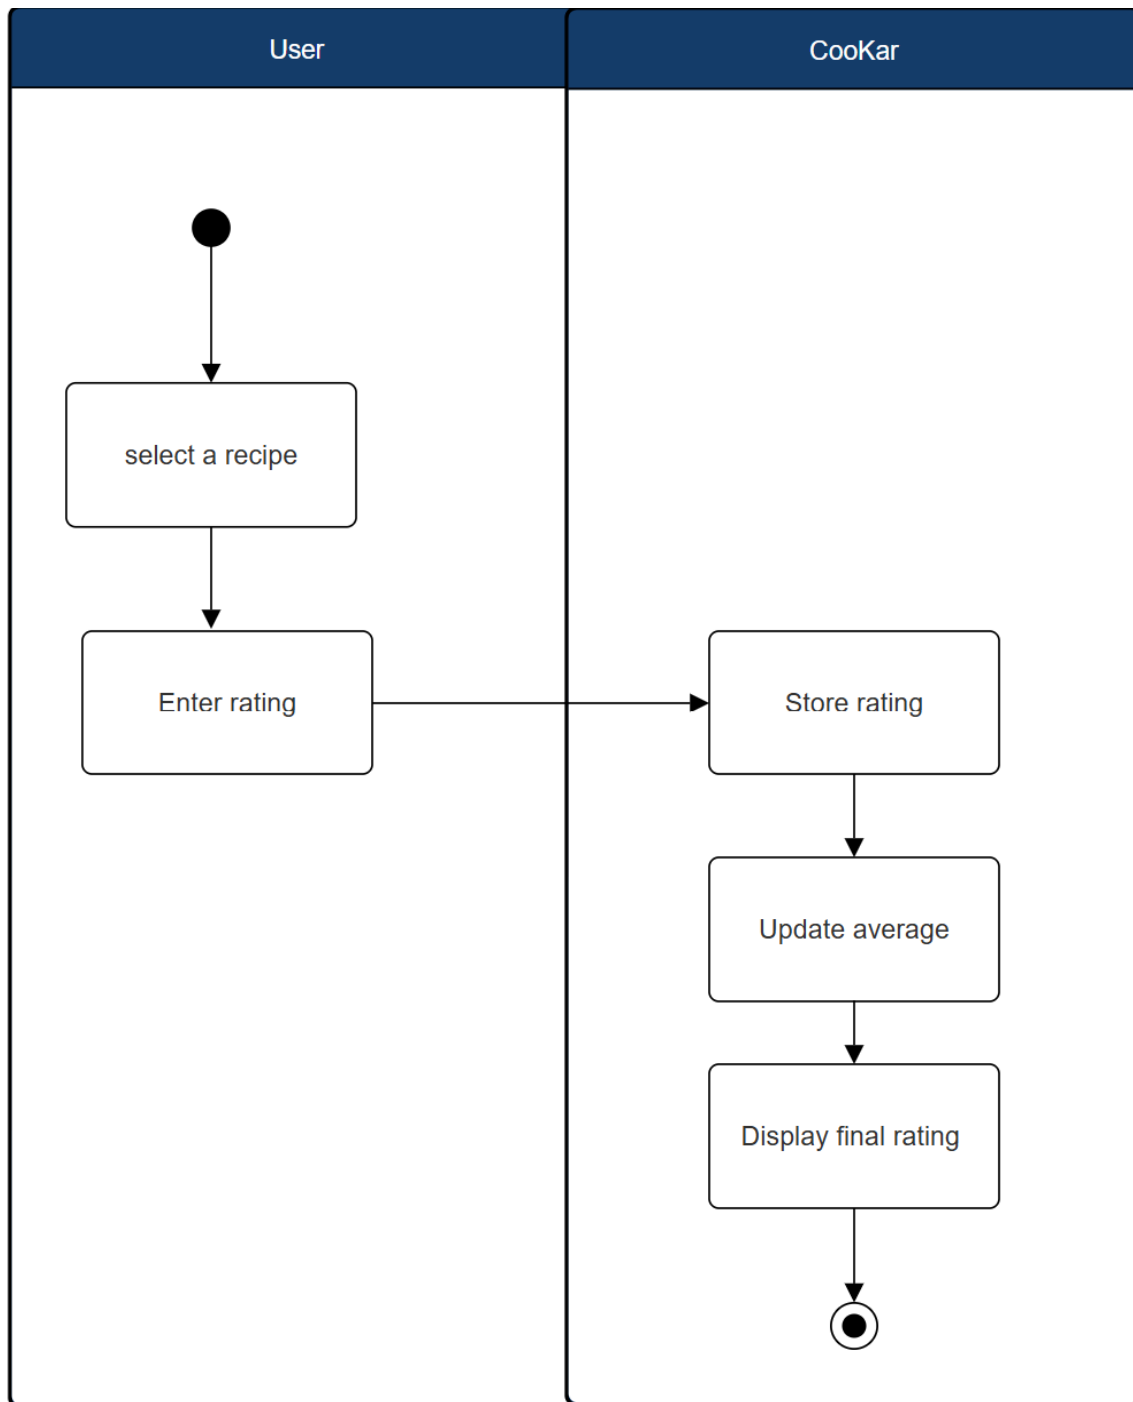 User
CooKar
select a recipe
Enter rating
Store rating
Update average
Display final rating